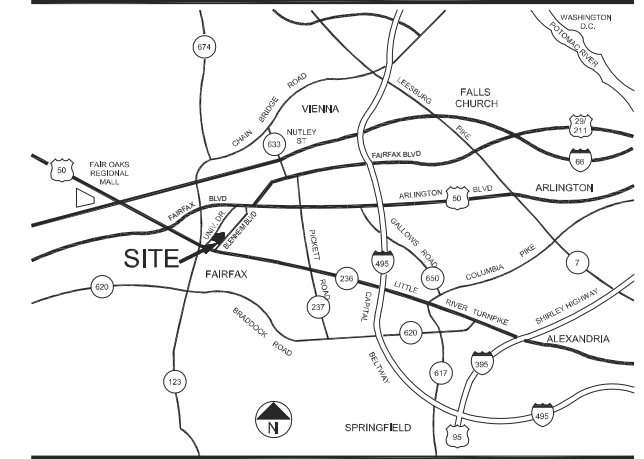 WASHINGTON
D.C.
POTOMAC RIVER
674
CHAIN BRIDGE ROAD
LEESBURG PIKE
FALLS
CHURCH
VIENNA
29/
211
NUTLEY
ST
633
66
FAIR OAKS
REGIONAL
MALL
50
FAIRFAX BLVD
ARLINGTON BLVD
50
ARLINGTON
FAIRFAX BLVD
UNIV. DR.
BLENHEIM BLVD
GALLOINS ROAD
PICKETT ROAD
SITE
495
COLUMBIA PIKE
7
FAIRFAX
236
LITTLE RIVER TURNPIKE
650
620
CAPITAL BELTWAY
237
SHIRLEY HIGHWAY
BRADDOCK ROAD
620
ALEXANDRIA
123
617
395
N
SPRINGFIELD
495
95